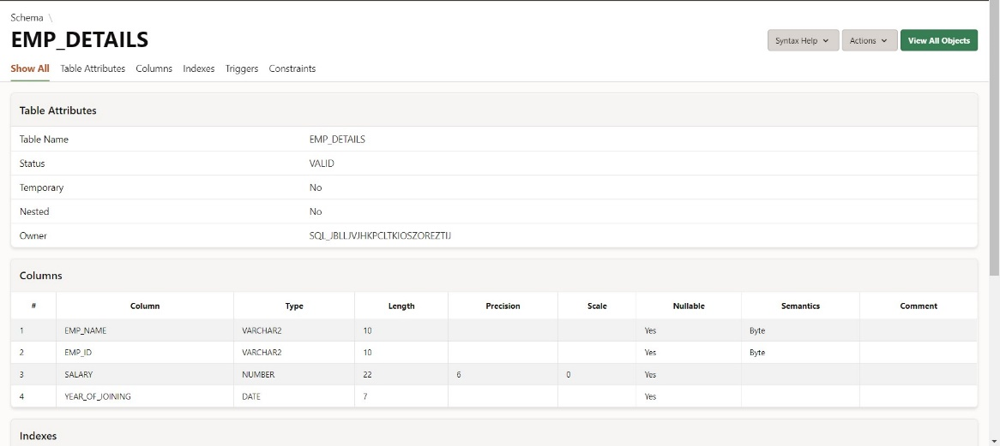 Schema \
EMP_DETAILS
Syntax Help Actions View All Objects
Show All Table Attributes Columns Indexes Triggers Constraints
Table Attributes
Table Name EMP_DETAILS
Status VALID
Temporary No
Nested No
Owner SQL_JBLLJVJHKPCLTKIOSZOREZTIJ
Columns
# Column Type Length Precision Scale Nullable Semantics Comment
1 EMP_NAME VARCHAR2 10 Yes Byte
2 EMP_ID VARCHAR2 10 Yes Byte
3 SALARY NUMBER 22 6 0 Yes
4 YEAR_OF_JOINING DATE 7 Yes
Indexes